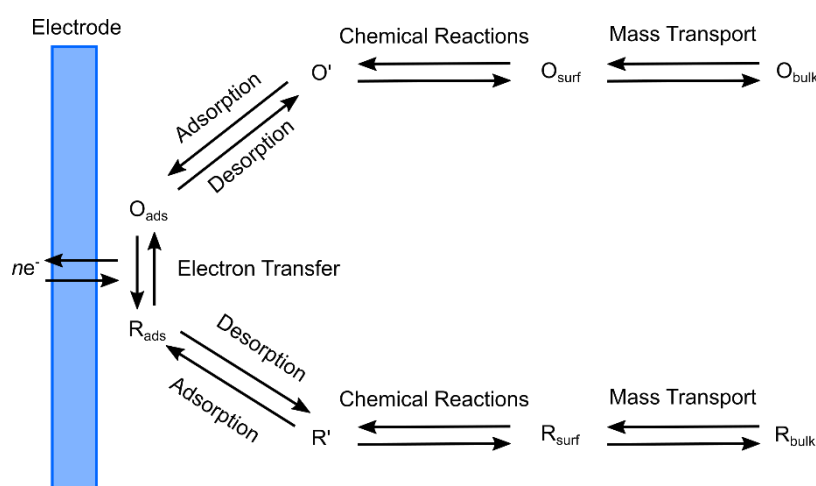 Electrode
Chemical Reactions
Mass Transport
O'
Osurf
Obulk
Adsorption
Desorption
Oads
ne-
Electron Transfer
Rads
Desorption
Adsorption
Chemical Reactions
Mass Transport
R'
Rsurf
Rbulk